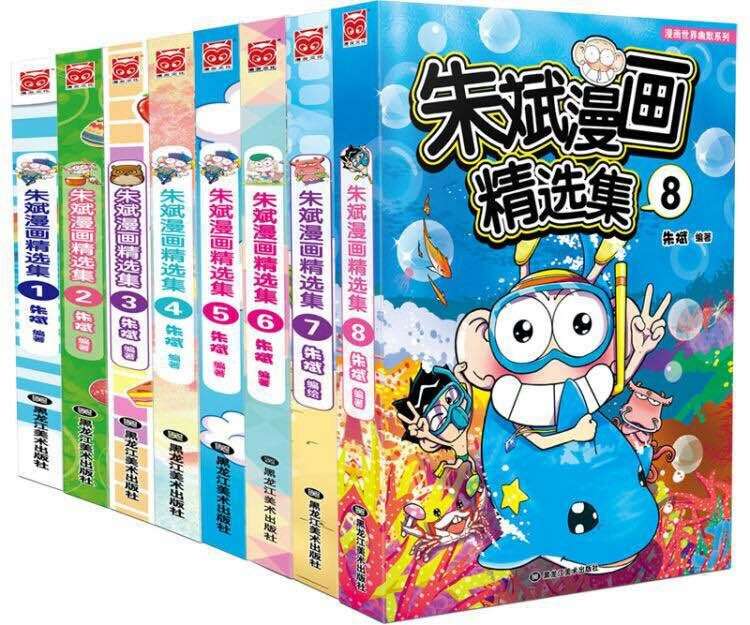 朱斌漫画精选集
1
朱斌 编著
黑龙江美术出版社
朱斌漫画精选集
2
朱斌 编著
黑龙江美术出版社
朱斌漫画精选集
3
朱斌 编著
黑龙江美术出版社
朱斌漫画精选集
4
朱斌 编著
黑龙江美术出版社
朱斌漫画精选集
5
朱斌 编著
黑龙江美术出版社
朱斌漫画精选集
6
朱斌 编著
黑龙江美术出版社
朱斌漫画精选集
7
朱斌 编绘
黑龙江美术出版社
朱斌漫画精选集
8
朱斌 编著
黑龙江美术出版社
漫画世界幽默系列
朱斌漫画
精选集 8
朱斌 编著
黑龙江美术出版社